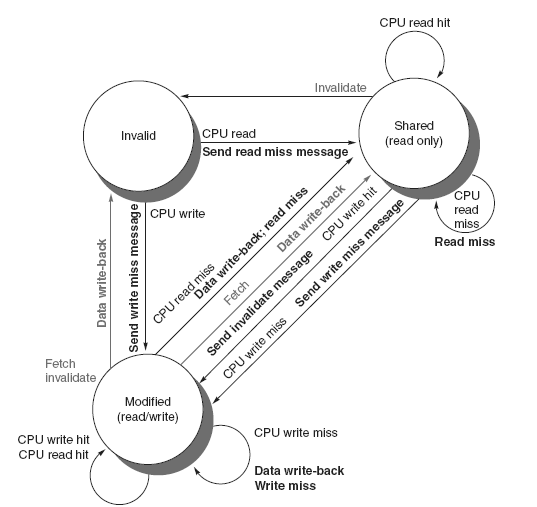 CPU read hit
Invalidate
Invalid
Shared
(read only)
CPU read
Send read miss message
CPU write
Send write miss message
Data write-back
Fetch
invalidate
CPU
read
miss
Read miss
CPU read miss
Data write-back; read miss
Fetch
Data write-back
Send invalidate message
CPU write hit
CPU write miss
Send write miss message
Modified
(read/write)
CPU write hit
CPU read hit
CPU write miss
Data write-back
Write miss